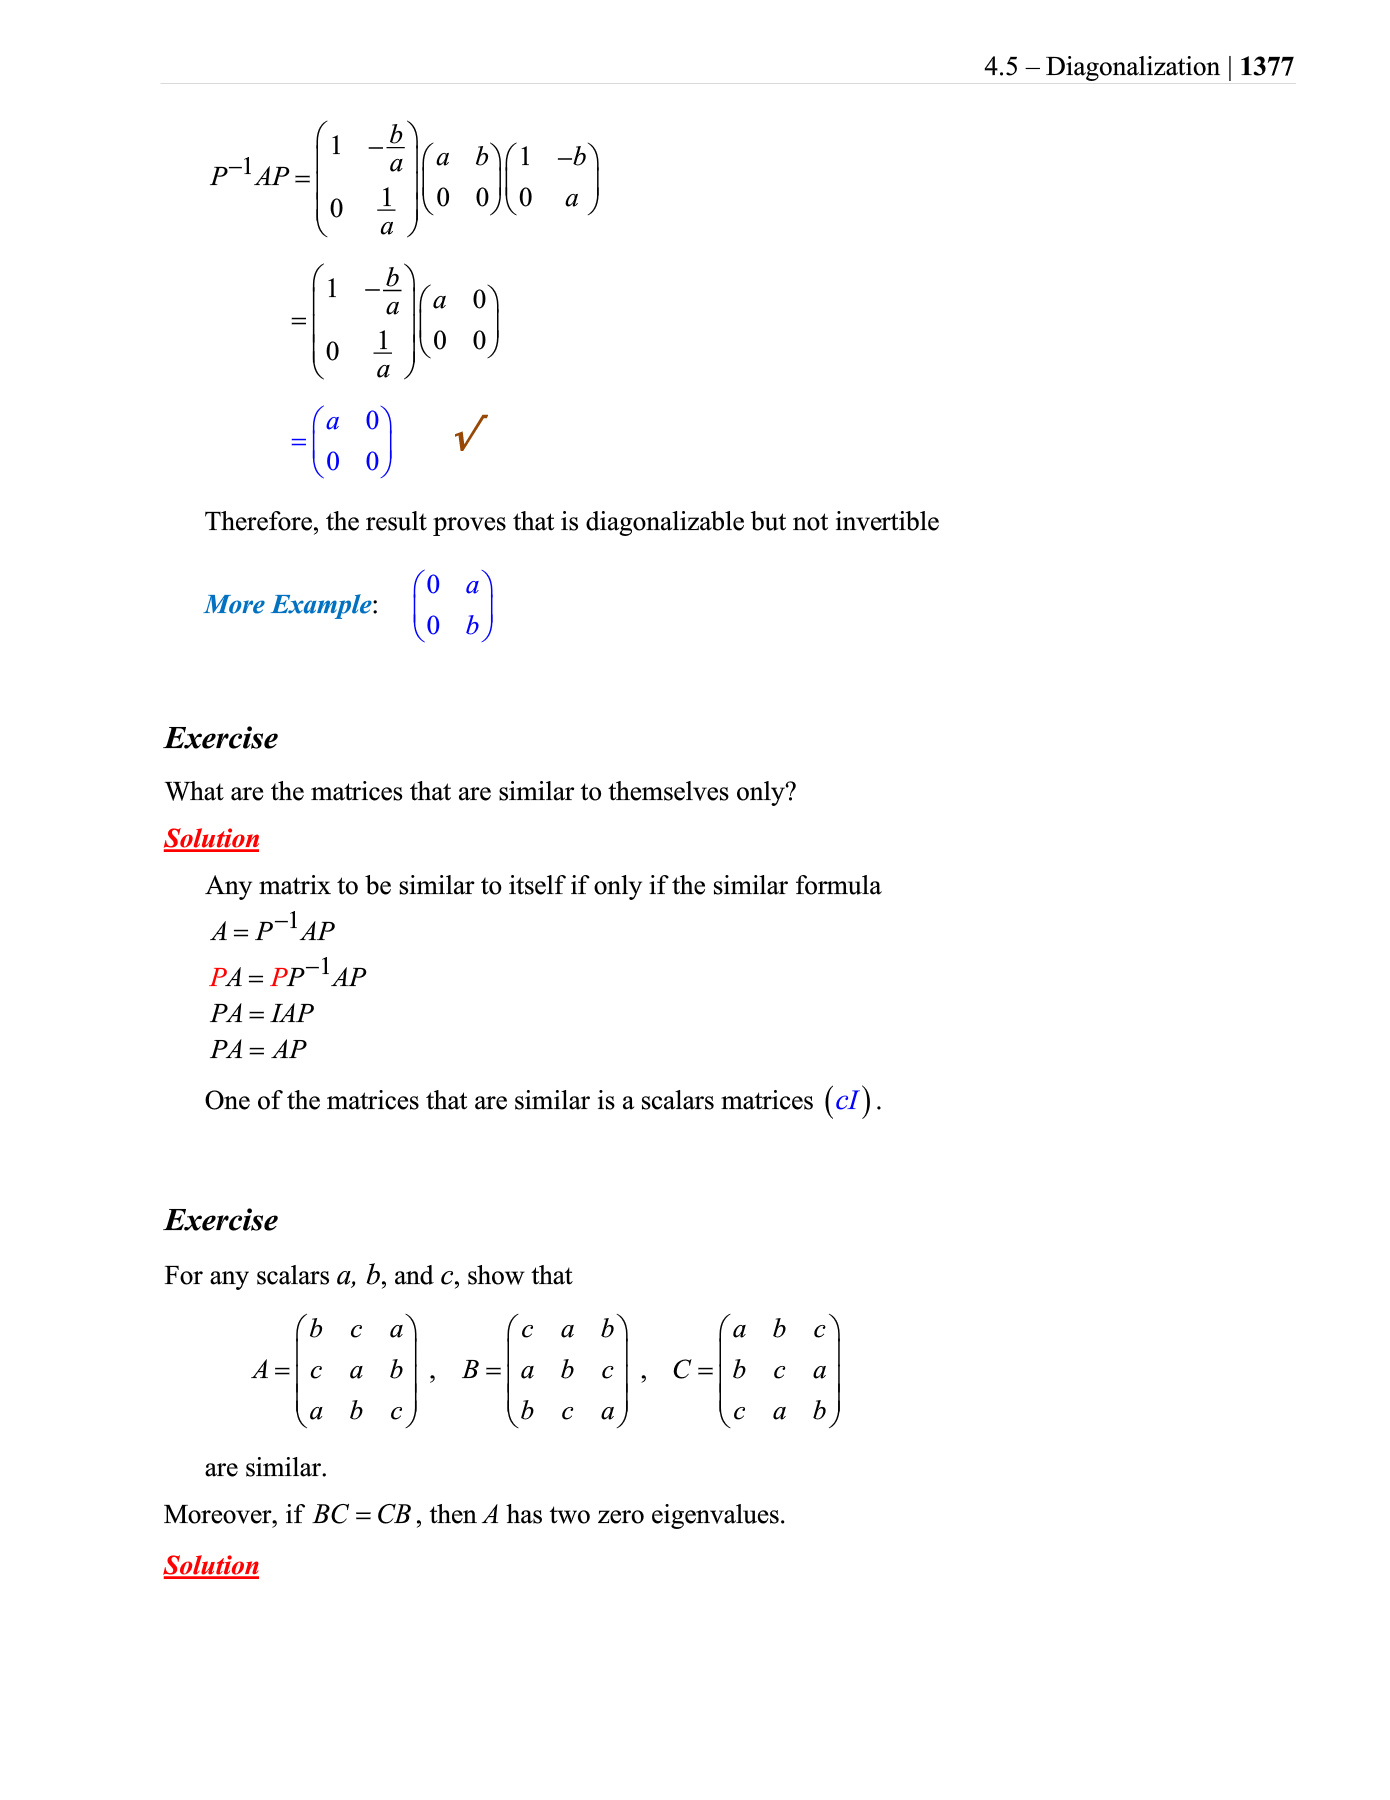 4.5 – Diagonalization | 1377
P⁻¹AP = \begin{pmatrix} 1 & -\frac{b}{a} \\ 0 & \frac{1}{a} \end{pmatrix} \begin{pmatrix} a & b \\ 0 & 0 \end{pmatrix} \begin{pmatrix} 1 & -b \\ 0 & a \end{pmatrix}
= \begin{pmatrix} 1 & -\frac{b}{a} \\ 0 & \frac{1}{a} \end{pmatrix} \begin{pmatrix} a & 0 \\ 0 & 0 \end{pmatrix}
= \begin{pmatrix} a & 0 \\ 0 & 0 \end{pmatrix} √
Therefore, the result proves that is diagonalizable but not invertible
More Example: \begin{pmatrix} 0 & a \\ 0 & b \end{pmatrix}
Exercise
What are the matrices that are similar to themselves only?
Solution
Any matrix to be similar to itself if only if the similar formula
A = P⁻¹AP
PA = PP⁻¹AP
PA = IAP
PA = AP
One of the matrices that are similar is a scalars matrices (cI).
Exercise
For any scalars a, b, and c, show that
A = \begin{pmatrix} b & c & a \\ c & a & b \\ a & b & c \end{pmatrix}, B = \begin{pmatrix} c & a & b \\ a & b & c \\ b & c & a \end{pmatrix}, C = \begin{pmatrix} a & b & c \\ b & c & a \\ c & a & b \end{pmatrix}
are similar.
Moreover, if BC = CB, then A has two zero eigenvalues.
Solution